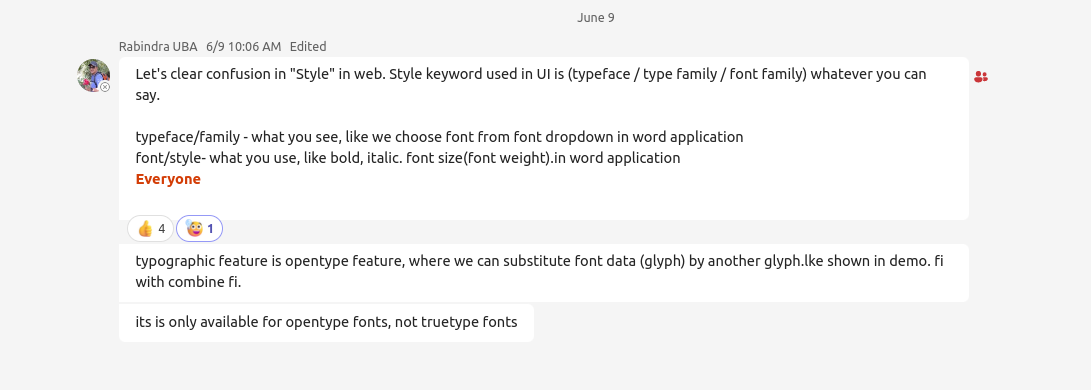 June 9
Rabindra UBA 6/9 10:06 AM Edited
Let's clear confusion in "Style" in web. Style keyword used in UI is (typeface / type family / font family) whatever you can
say.
typeface/family - what you see, like we choose font from font dropdown in word application
font/style- what you use, like bold, italic. font size(font weight).in word application
Everyone
4
1
typographic feature is opentype feature, where we can substitute font data (glyph) by another glyph.lke shown in demo. fi
with combine fi.
its is only available for opentype fonts, not truetype fonts